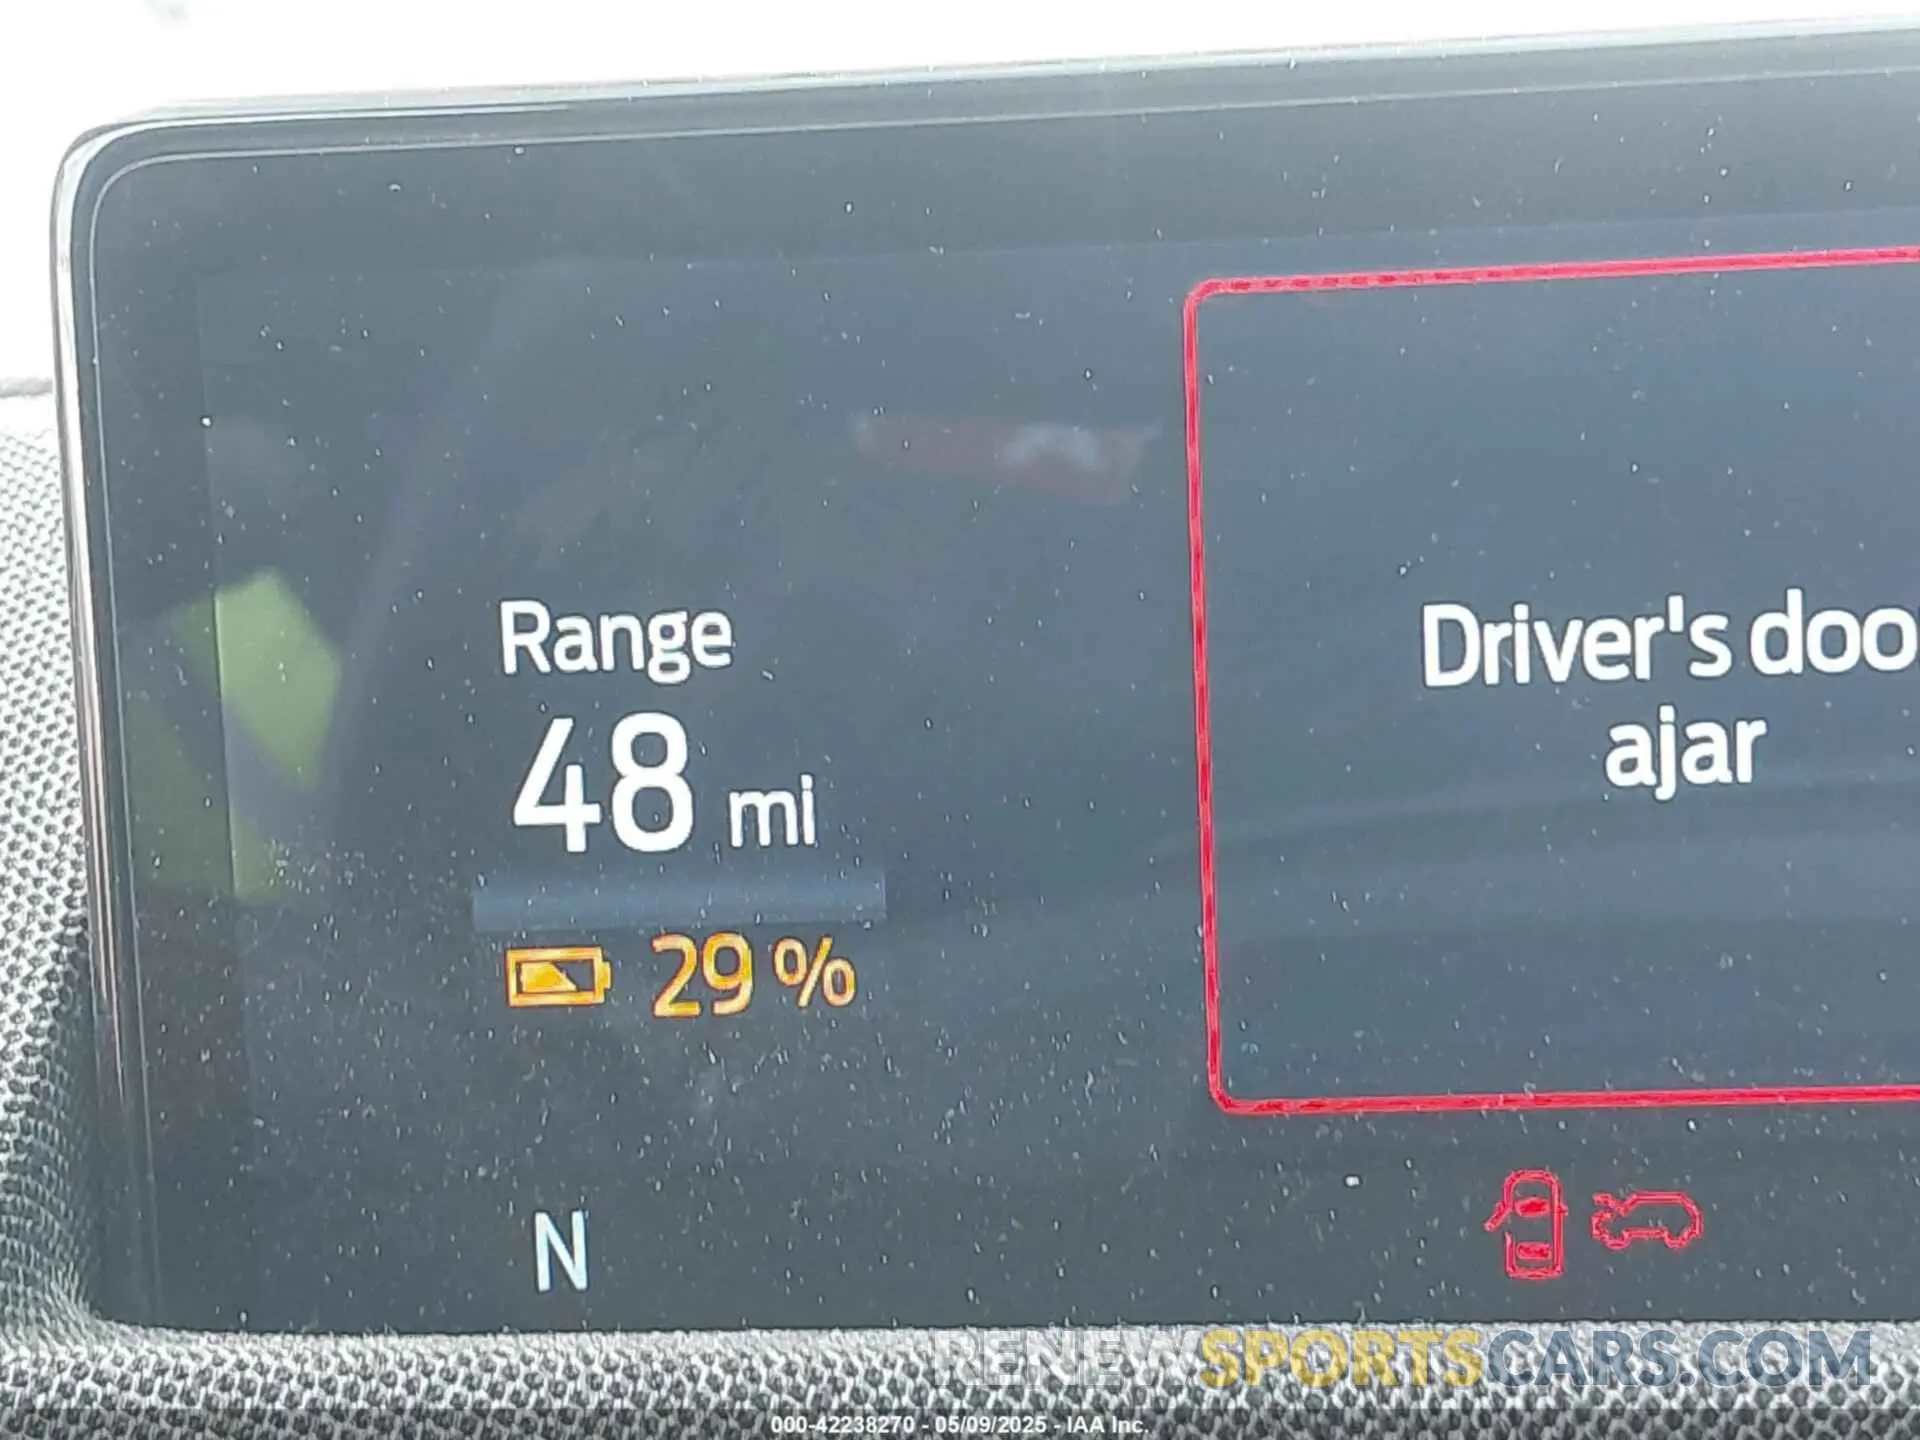 Range
48 mi
29 %
Driver's doo
ajar
N
RENEWSPORTSCARS.COM
000-42238270 - 05/09/2025 - IAA Inc.